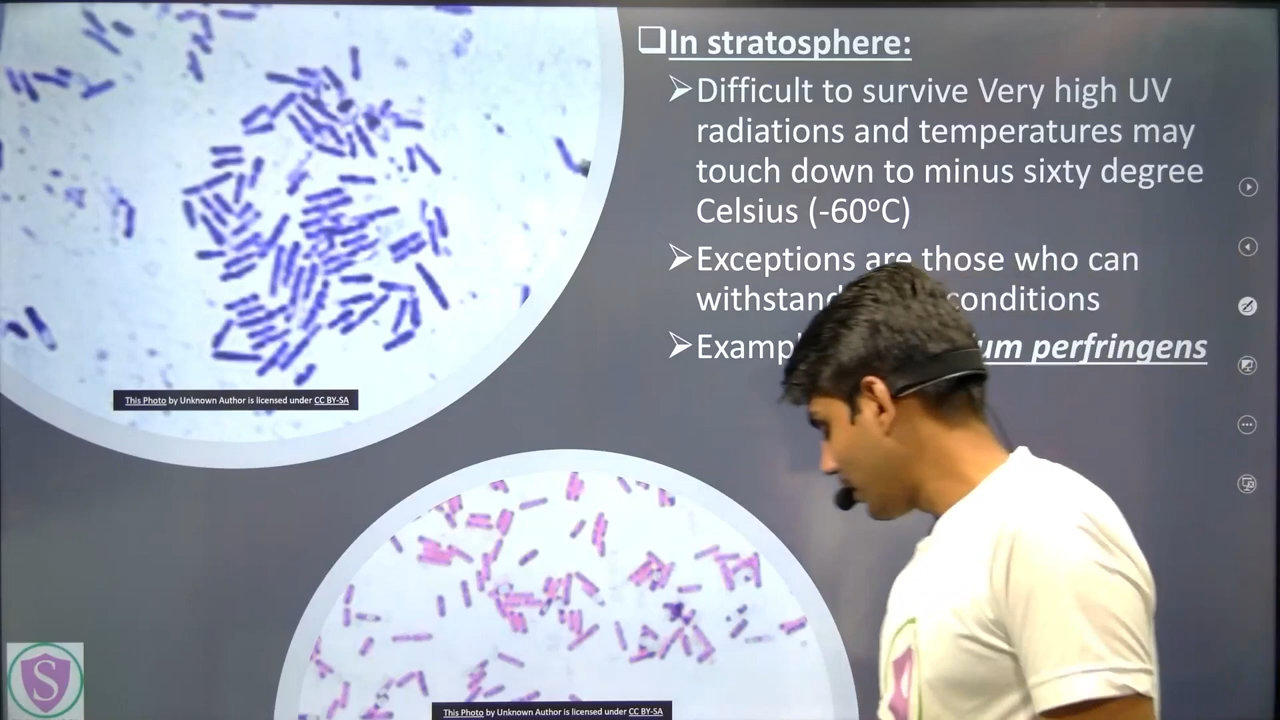 In stratosphere:
Difficult to survive Very high UV
radiations and temperatures may
touch down to minus sixty degree
Celsius (-60ºC)
Exceptions are those who can
withstand conditions
perfringens
This Photo by Unknown Author is licensed under CC BY-SA
This Photo by Unknown Author is licensed under CC BY-SA
S